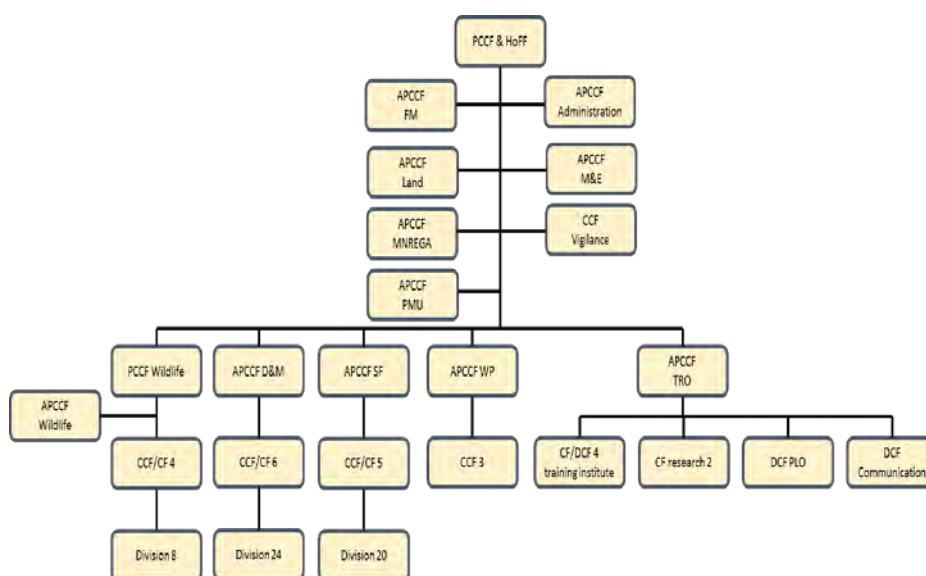 PCCF & HoFF
APCCF
FM
APCCF
Administration
APCCF
Land
APCCF
M&E
APCCF
MNREGA
CCF
Vigilance
APCCF
PMU
PCCF Wildlife
APCCF D&M
APCCF SF
APCCF WP
APCCF
TRO
APCCF
Wildlife
CCF/CF 4
CCF/CF 6
CCF/CF 5
CCF 3
CF/DCF 4
training institute
CF research 2
DCF PLO
DCF
Communication
Division 8
Division 24
Division 20